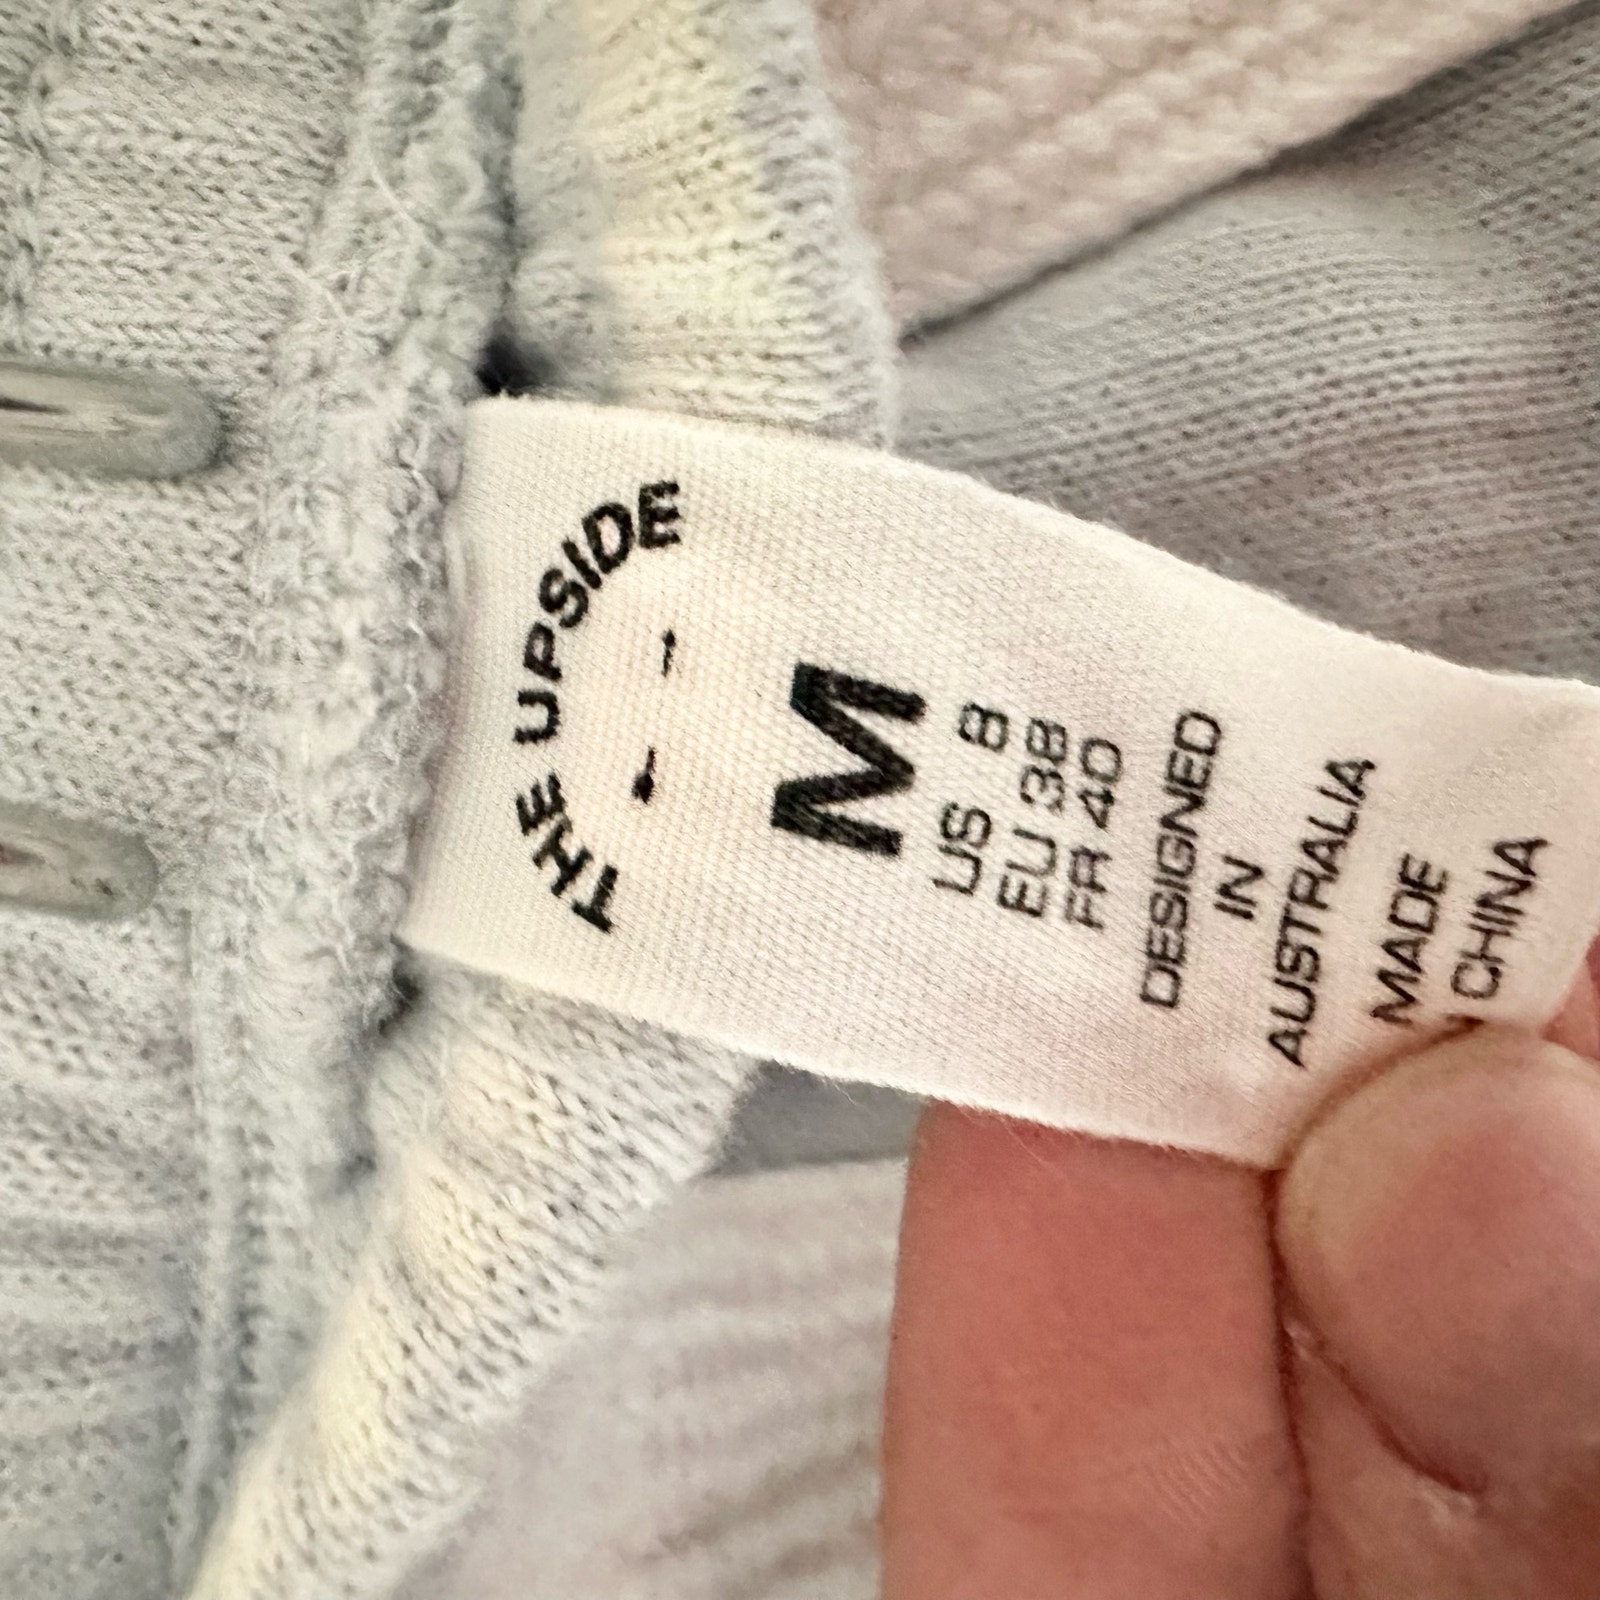 THE UPSIDE
M
US 8
EU 38
FR 40
DESIGNED
IN
AUSTRALIA
MADE
CHINA